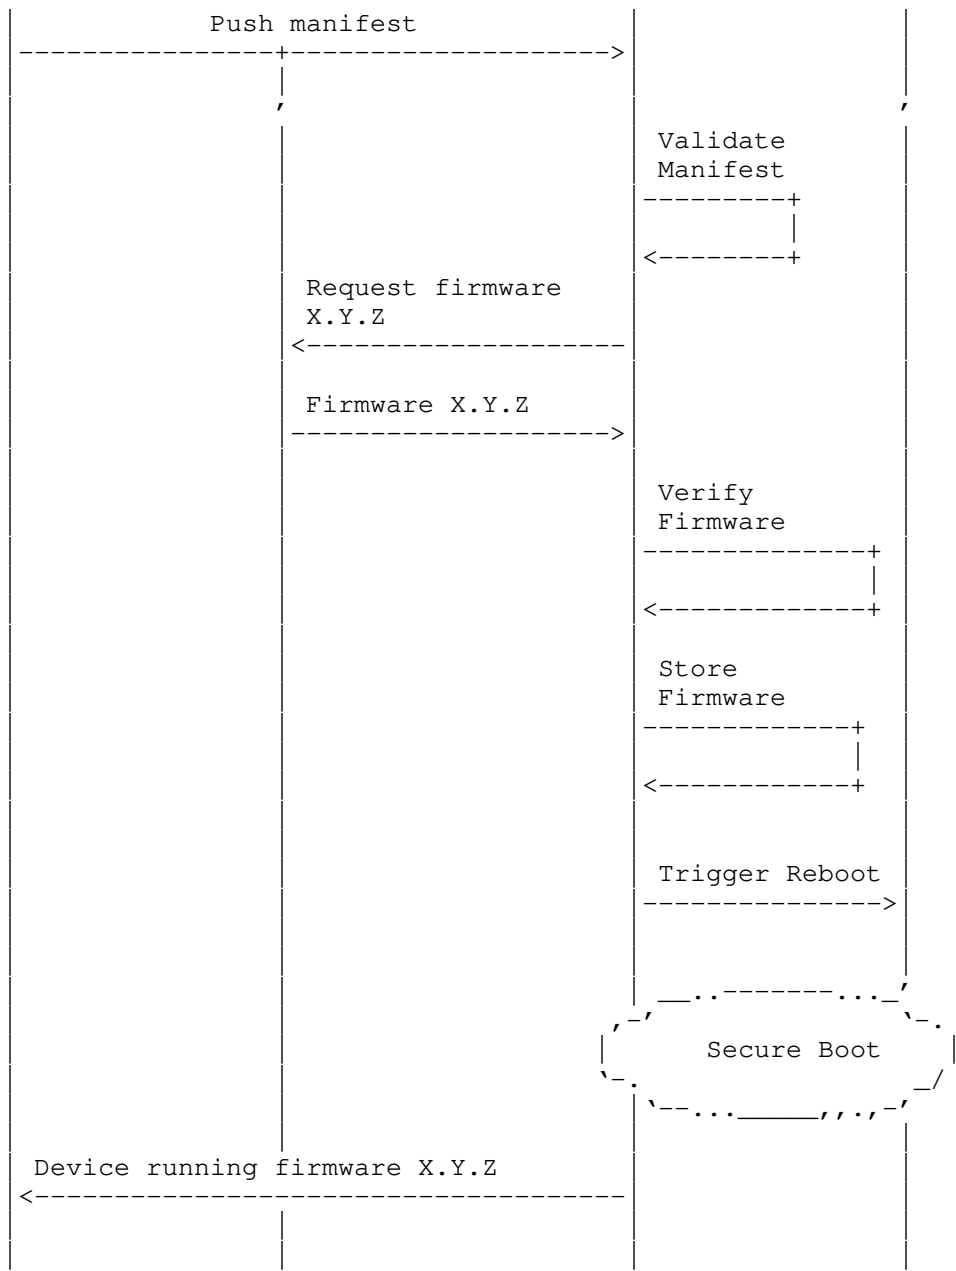 Push manifest
Validate
Manifest
Request firmware
X.Y.Z
Firmware X.Y.Z
Verify
Firmware
Store
Firmware
Trigger Reboot
Secure Boot
Device running firmware X.Y.Z